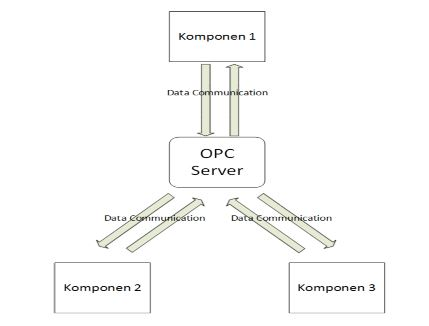 Komponen 1
Data Communication
OPC
Server
Data Communication
Data Communication
Komponen 2
Komponen 3